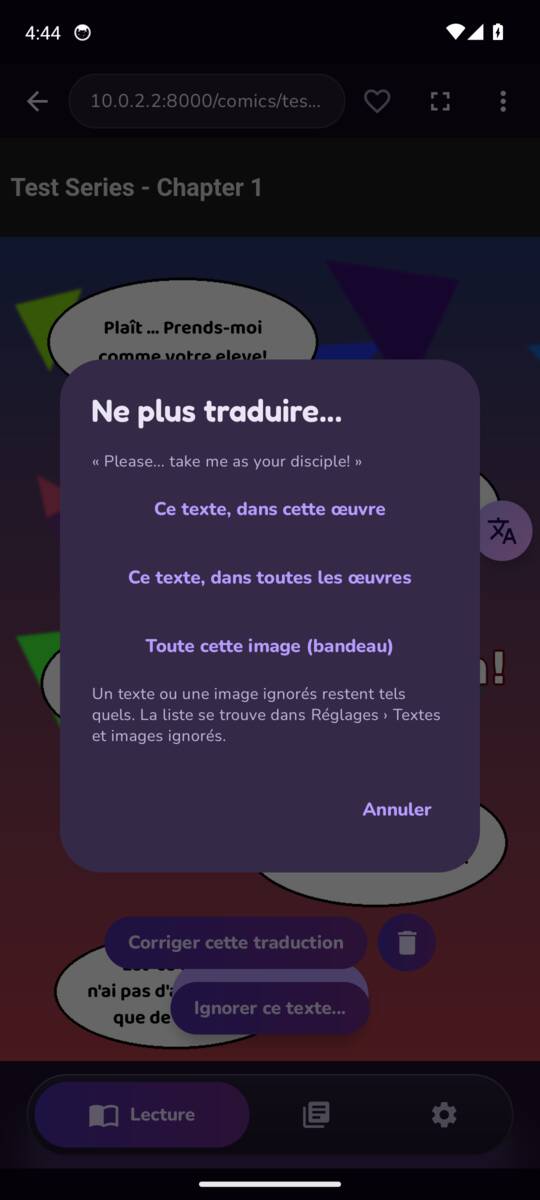 4:44
10.0.2.2:8000/comics/tes...
Test Series - Chapter 1
Plaît ... Prends-moi
comme votre eleve!
Ne plus traduire...
« Please... take me as your disciple! »
Ce texte, dans cette œuvre
Ce texte, dans toutes les œuvres
Toute cette image (bandeau)
Un texte ou une image ignorés restent tels
quels. La liste se trouve dans Réglages › Textes
et images ignorés.
Annuler
Corriger cette traduction
n'ai pas d'
Ignorer ce texte...
que de
Lecture